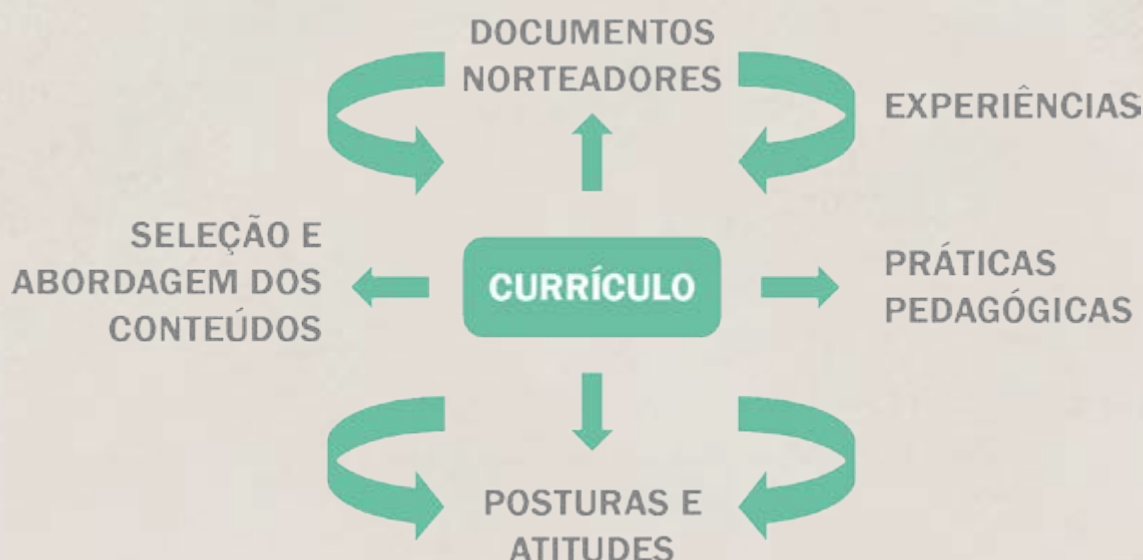 DOCUMENTOS
NORTEADORES
EXPERIÊNCIAS
SELEÇÃO E
ABORDAGEM DOS
CONTEÚDOS
CURRÍCULO
PRÁTICAS
PEDAGÓGICAS
POSTURAS E
ATITUDES